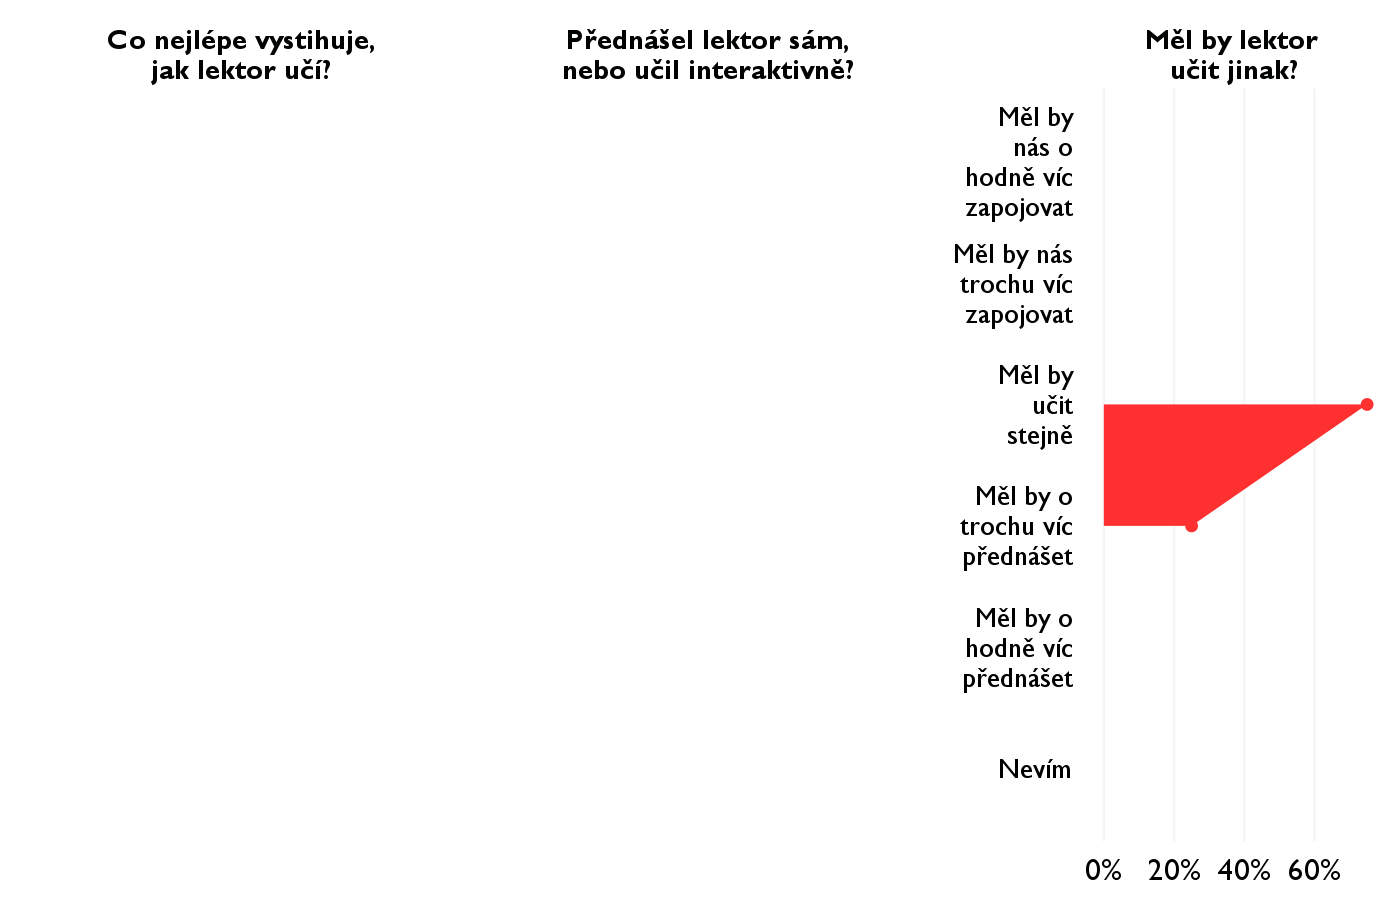 Co nejlépe vystihuje,
jak lektor učí?
Přednášel lektor sám,
nebo učil interaktivně?
Měl by lektor
učit jinak?
Měl by
nás o
hodně víc
zapojovat
Měl by nás
trochu víc
zapojovat
Měl by
učit
stejně
Měl by o
trochu víc
přednášet
Měl by o
hodně víc
přednášet
Nevím
0% 20% 40% 60%